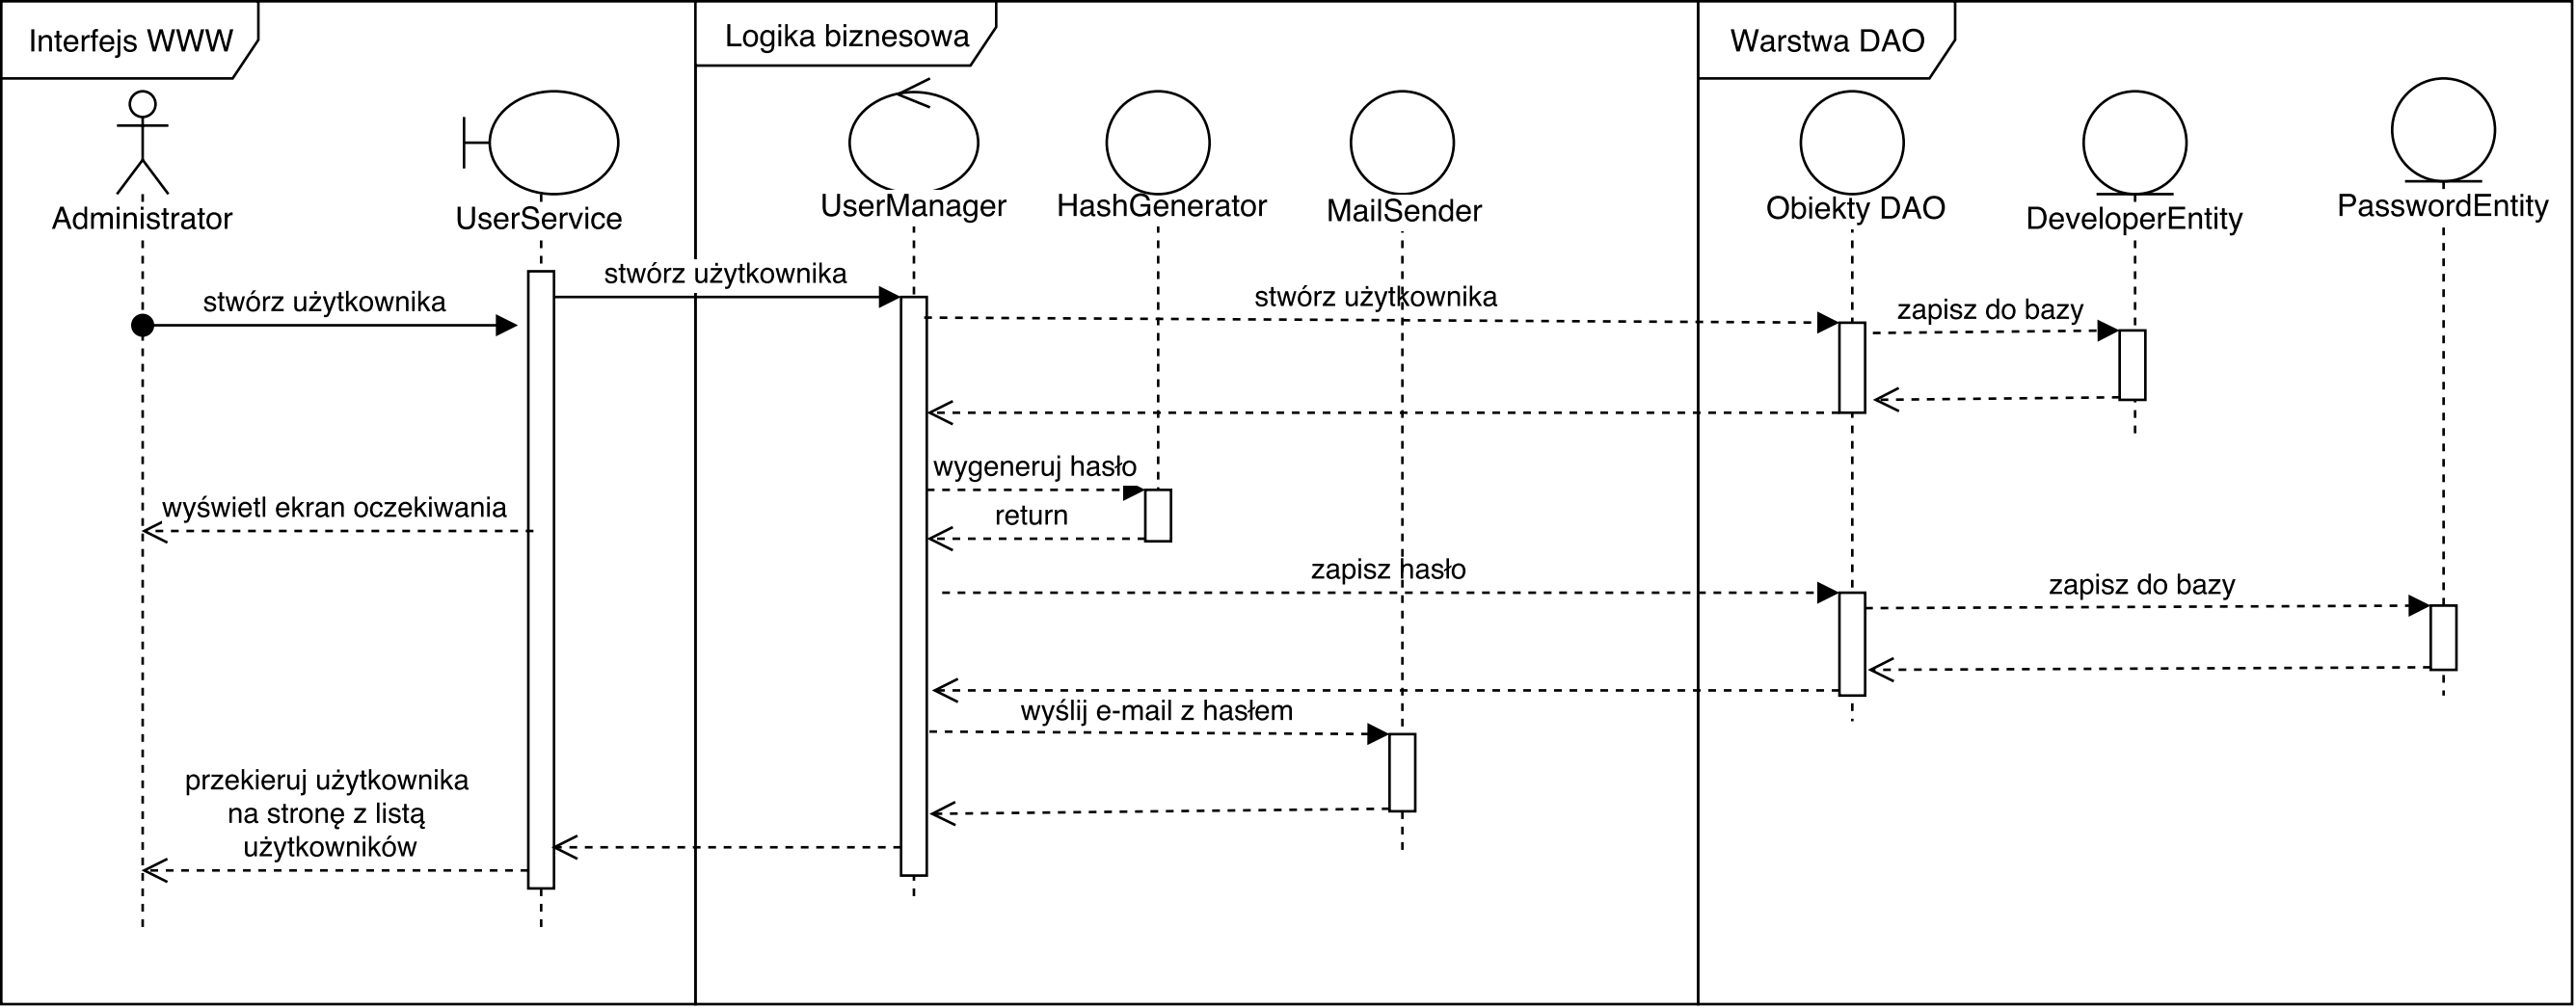 Interfejs WWW
Logika biznesowa
Warstwa DAO
Administrator
UserService
UserManager
HashGenerator
MailSender
Obiekty DAO
DeveloperEntity
PasswordEntity
stwórz użytkownika
stwórz użytkownika
stwórz użytkownika
zapisz do bazy
wygeneruj hasło
wyświetl ekran oczekiwania
return
zapisz hasło
zapisz do bazy
wyślij e-mail z hasłem
przekieruj użytkownika
na stronę z listą
użytkowników